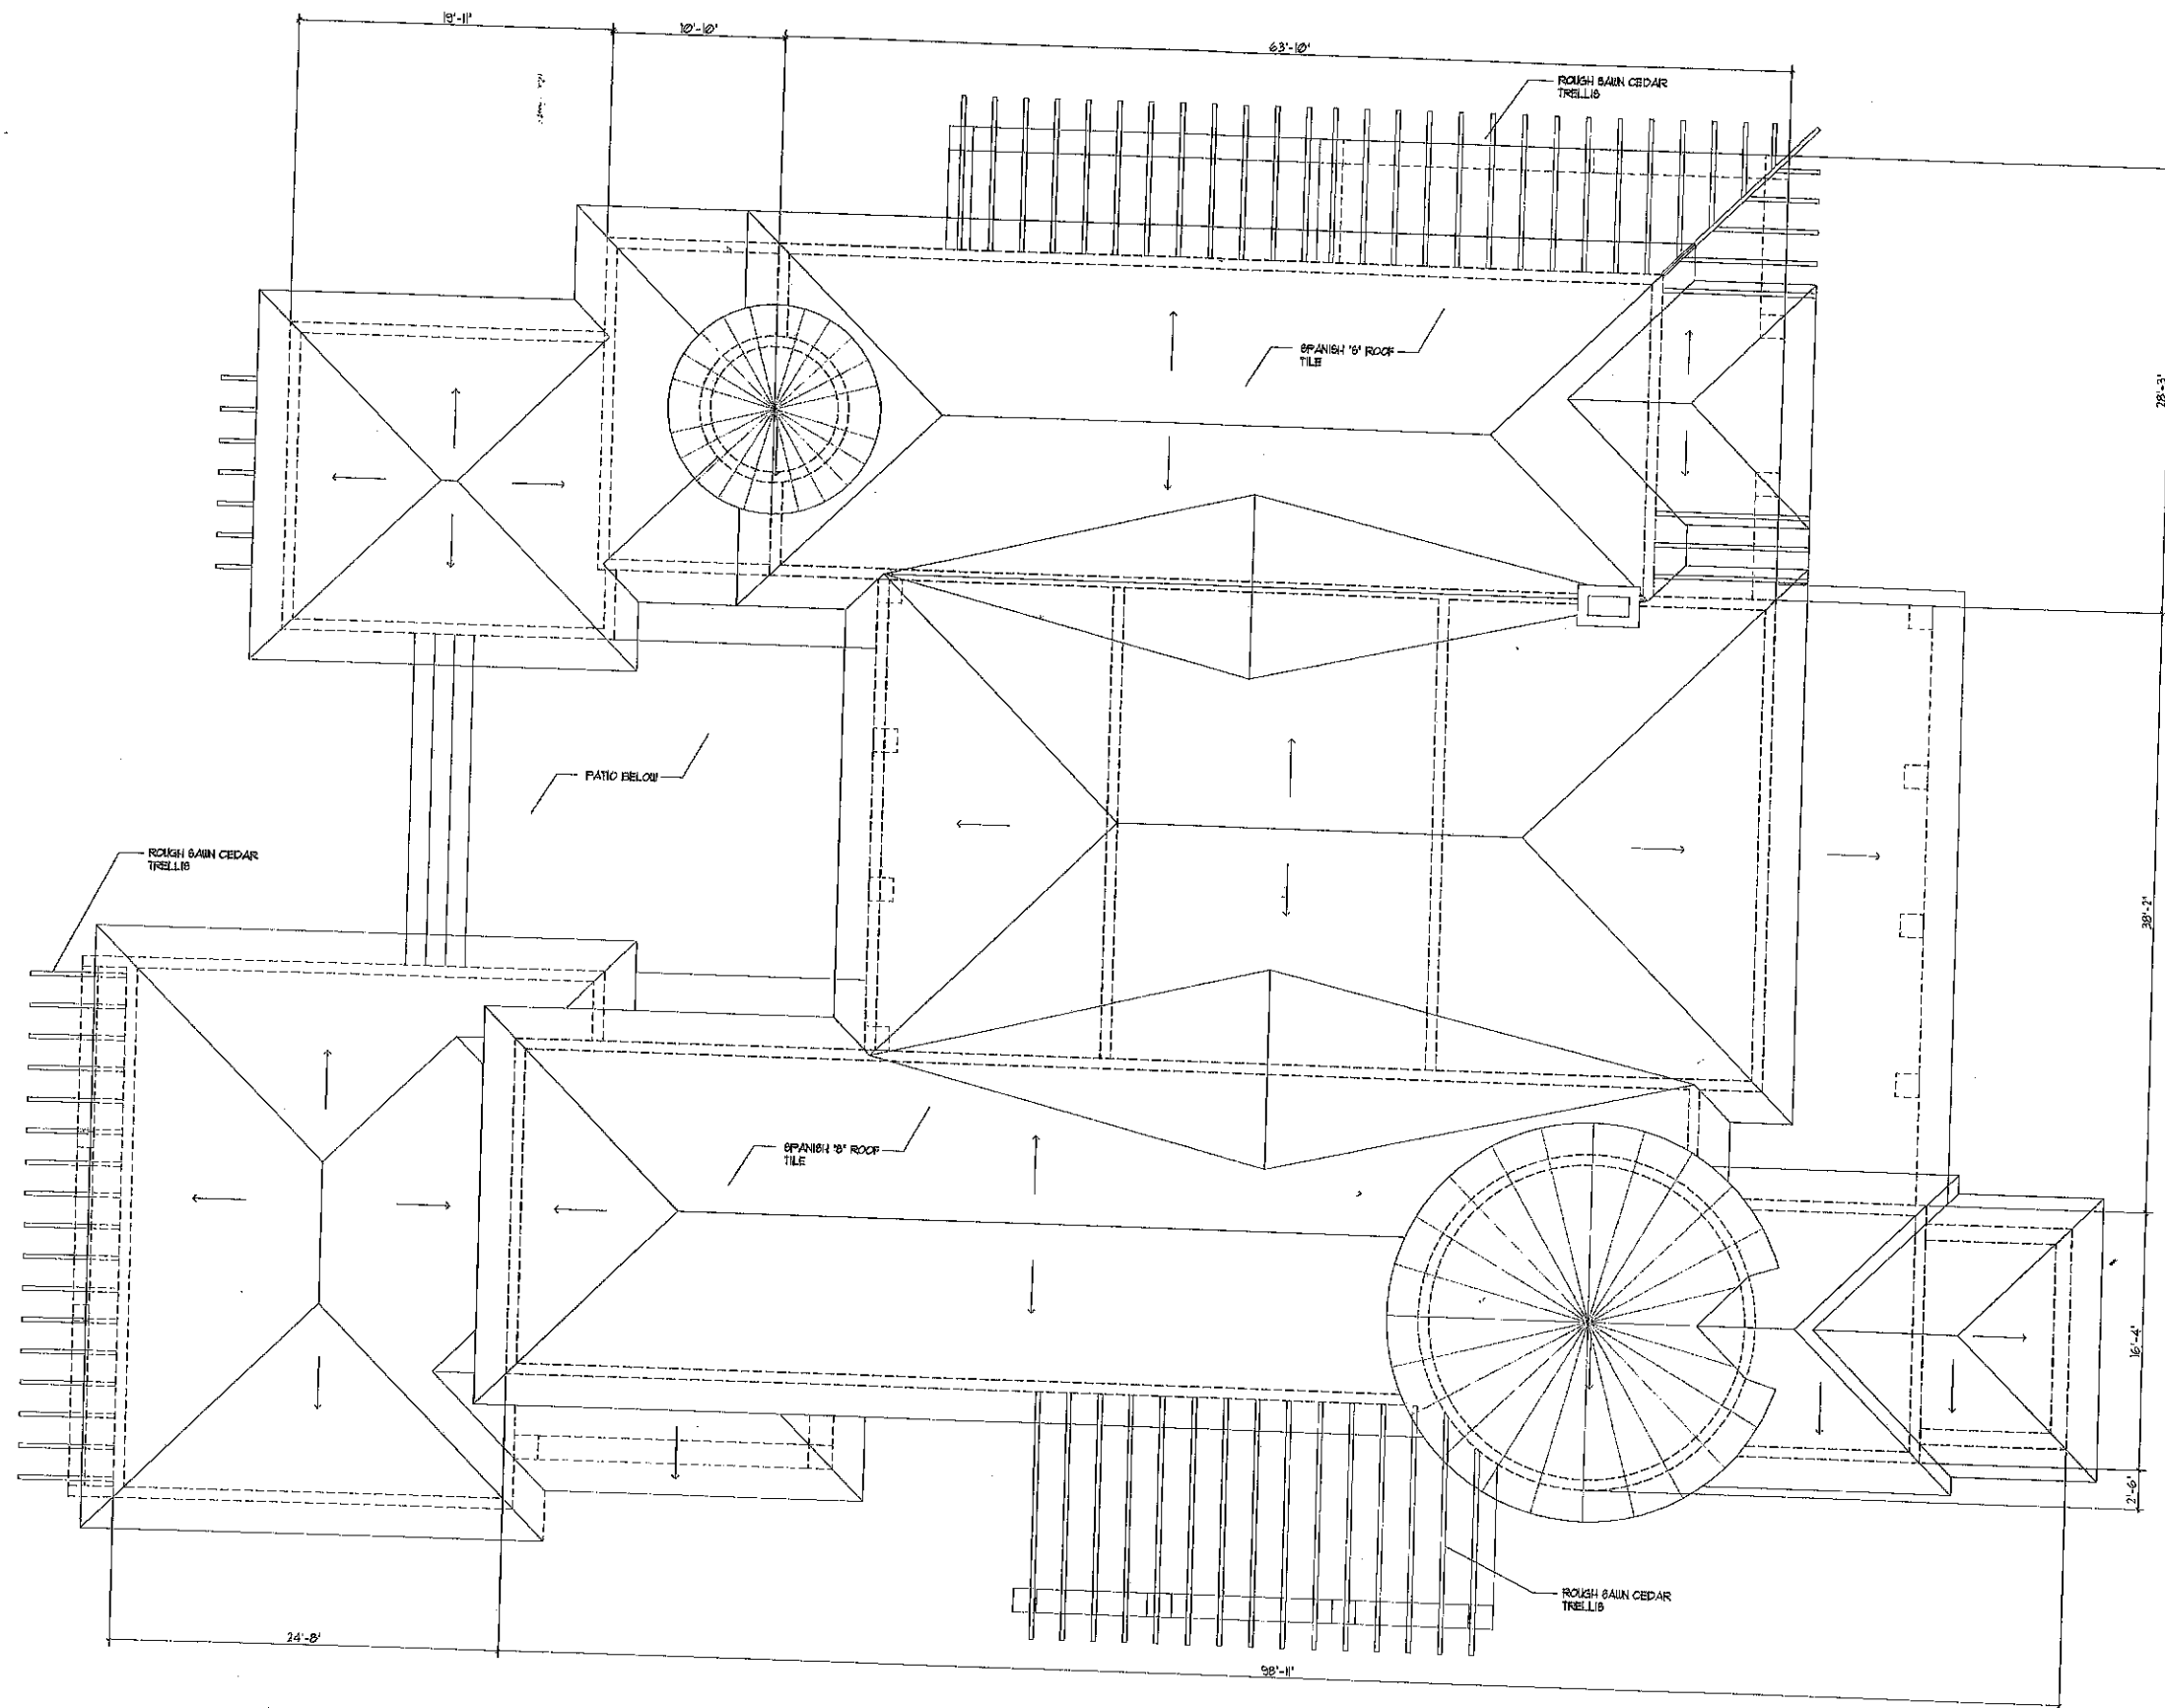 19'-11"
10'-10"
63'-10"
ROUGH SAWN CEDAR
TRELLIS
28'-3"
SPANISH 'S' ROOF
TILE
PATIO BELOW
ROUGH SAWN CEDAR
TRELLIS
38'-2"
SPANISH 'S' ROOF
TILE
16'-4"
2'-6"
ROUGH SAWN CEDAR
TRELLIS
24'-8"
98'-11"